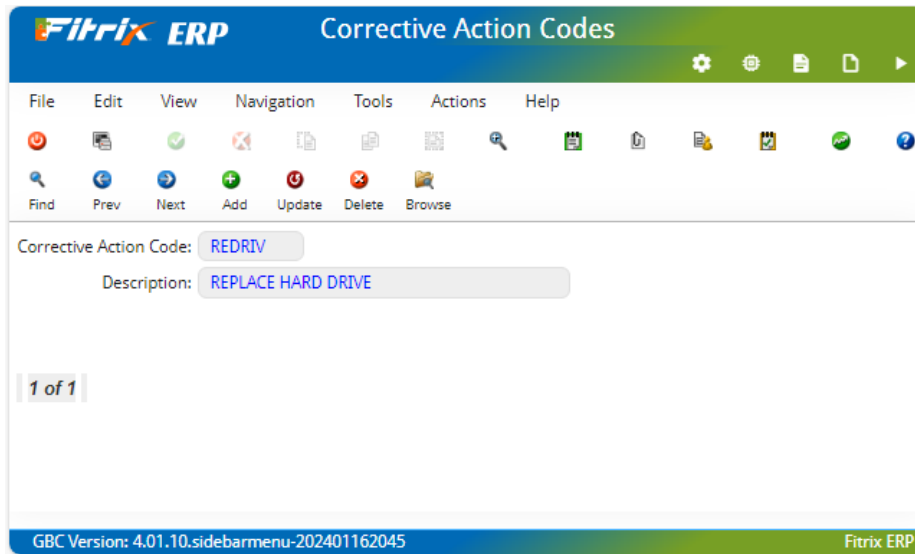 Fitrix ERP Corrective Action Codes
File Edit View Navigation Tools Actions Help
Find Prev Next Add Update Delete Browse
Corrective Action Code: REDRIV
Description: REPLACE HARD DRIVE
1 of 1
GBC Version: 4.01.10.sidebarmenu-202401162045 Fitrix ERP